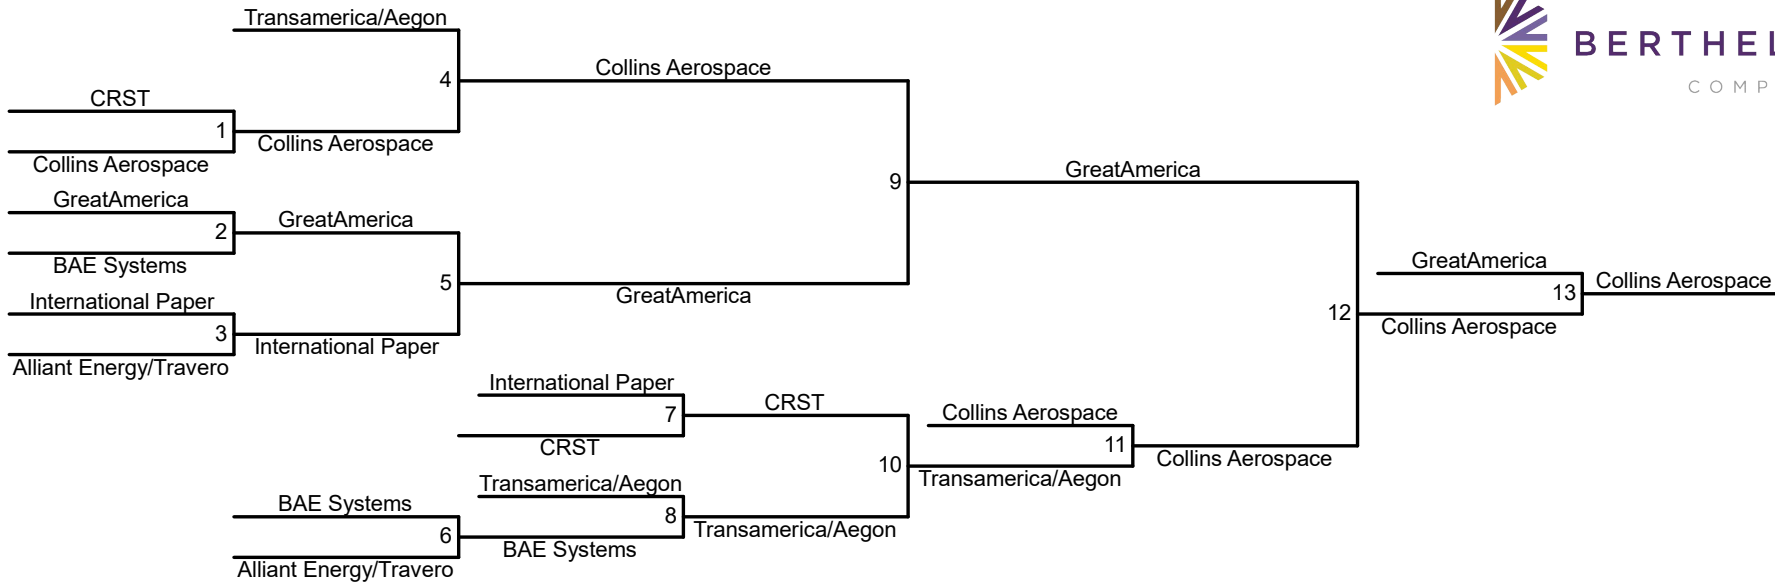 Transamerica/Aegon
BERTHEL
COMP
4
Collins Aerospace
CRST
1
Collins Aerospace
Collins Aerospace
9
GreatAmerica
GreatAmerica
2
GreatAmerica
BAE Systems
5
GreatAmerica
International Paper
3
International Paper
Alliant Energy/Travero
12
GreatAmerica
13
Collins Aerospace
Collins Aerospace
International Paper
7
CRST
CRST
Collins Aerospace
11
Collins Aerospace
10
Transamerica/Aegon
Transamerica/Aegon
8
Transamerica/Aegon
BAE Systems
6
BAE Systems
Alliant Energy/Travero